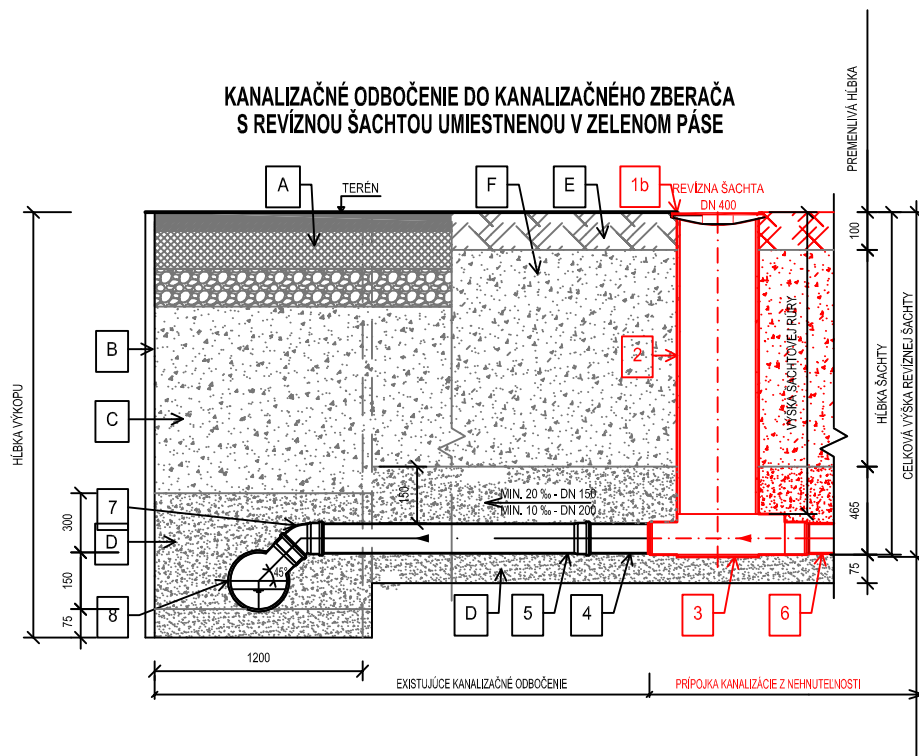 KANALIZAČNÉ ODBOČENIE DO KANALIZAČNÉHO ZBERAČA
S REVÍZNOU ŠACHTOU UMIESTNENOU V ZELENOM PÁSE
PREMENLIVÁ HĹBKA
A
TERÉN
F
E
1b
REVÍZNA ŠACHTA
DN 400
100
B
2
VÝŠKA ŠACHTOVEJ RÚRY
HĹBKA ŠACHTY
CELKOVÁ VÝŠKA REVÍZNEJ ŠACHTY
HĹBKA VÝKOPU
C
7
150
MIN. 20 ‰ - DN 150
MIN. 10 ‰ - DN 200
465
300
D
45°
150
75
8
75
D
5
4
3
6
1200
EXISTUJÚCE KANALIZAČNÉ ODBOČENIE
PRÍPOJKA KANALIZÁCIE Z NEHNUTEĽNOSTI